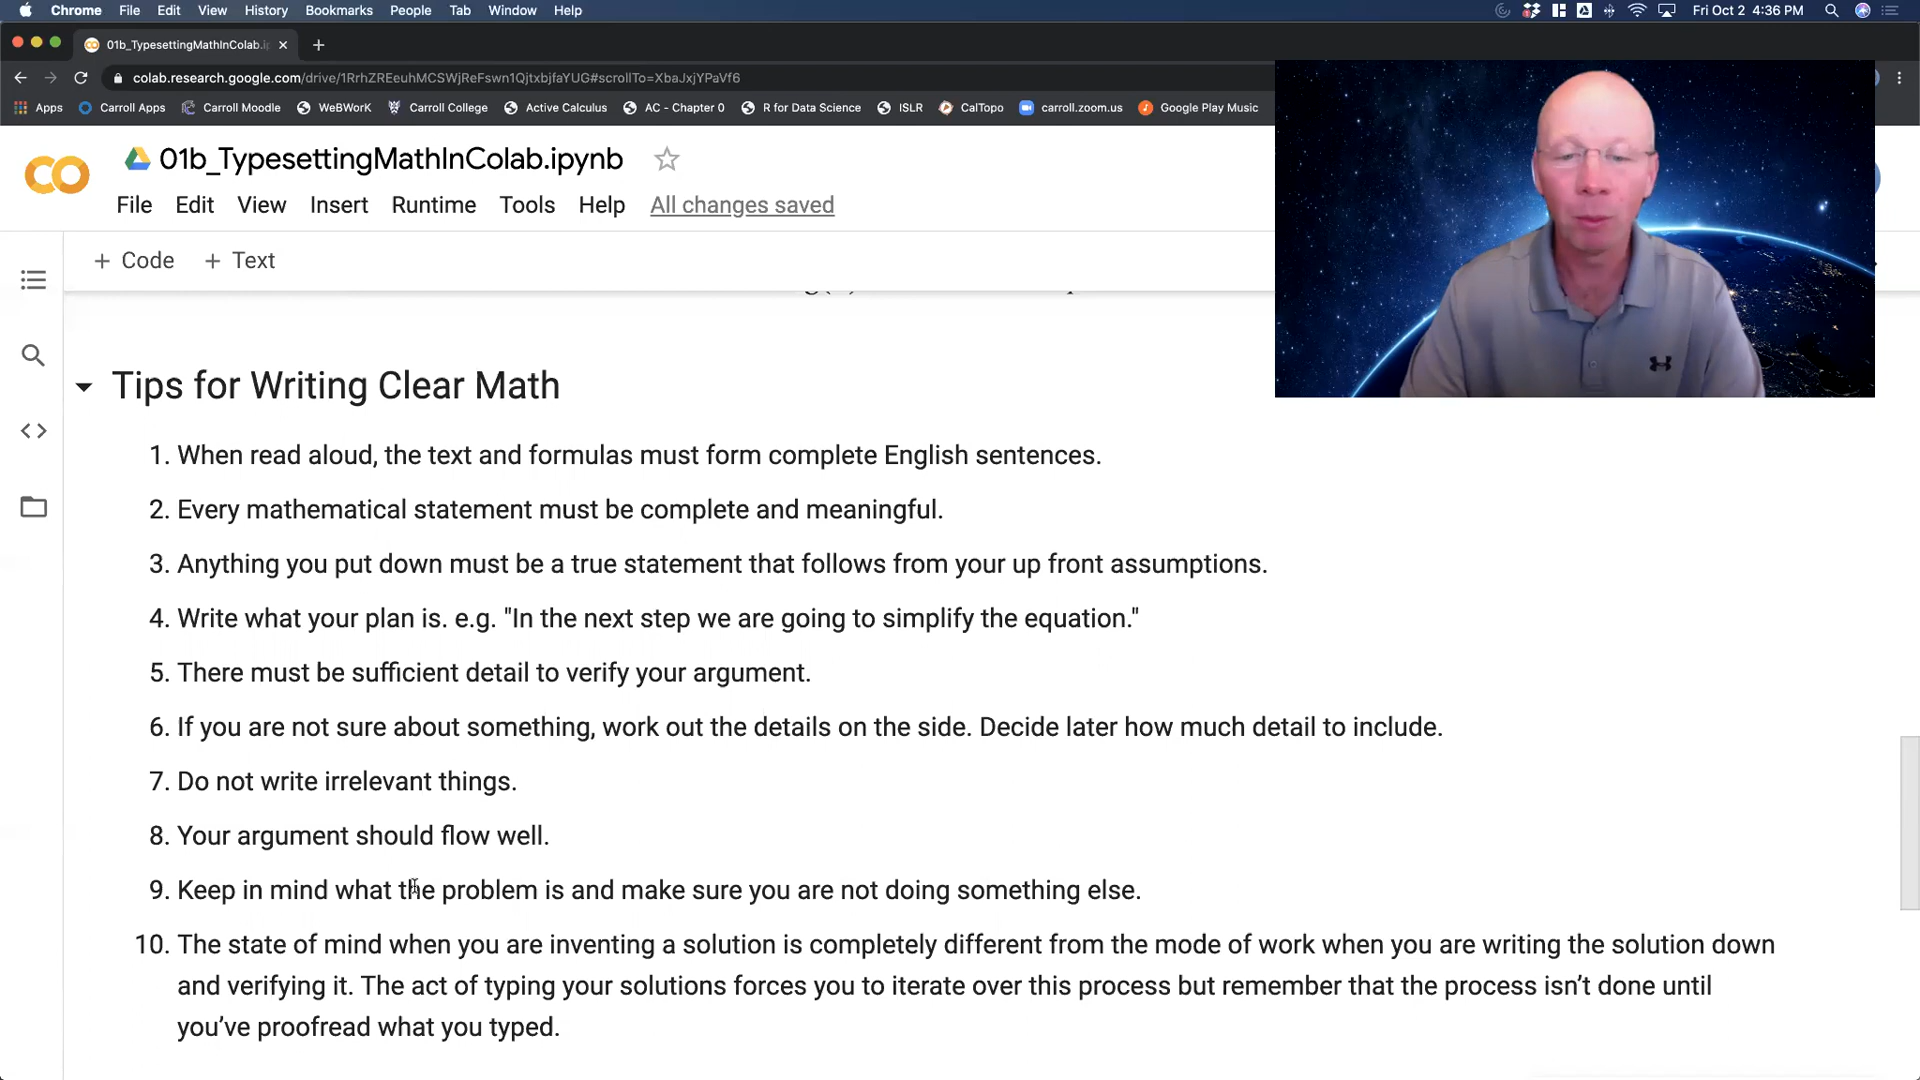 Chrome File Edit View History Bookmarks People Tab Window Help Fri Oct 2 4:36 PM
01b_TypesettingMathInColab.i
colab.research.google.com/drive/1RrhZREeuhMCSWjReFswn1QjtxbjfaYUG#scrollTo=XbaJxjYPaVf6
Apps Carroll Apps Carroll Moodle WeBWorK Carroll College Active Calculus AC - Chapter 0 R for Data Science ISLR CalTopo carroll.zoom.us Google Play Music
CO 01b_TypesettingMathInColab.ipynb
File Edit View Insert Runtime Tools Help All changes saved
+ Code + Text
Tips for Writing Clear Math
1. When read aloud, the text and formulas must form complete English sentences.
2. Every mathematical statement must be complete and meaningful.
3. Anything you put down must be a true statement that follows from your up front assumptions.
4. Write what your plan is. e.g. "In the next step we are going to simplify the equation."
5. There must be sufficient detail to verify your argument.
6. If you are not sure about something, work out the details on the side. Decide later how much detail to include.
7. Do not write irrelevant things.
8. Your argument should flow well.
9. Keep in mind what the problem is and make sure you are not doing something else.
10. The state of mind when you are inventing a solution is completely different from the mode of work when you are writing the solution down
and verifying it. The act of typing your solutions forces you to iterate over this process but remember that the process isn’t done until
you’ve proofread what you typed.